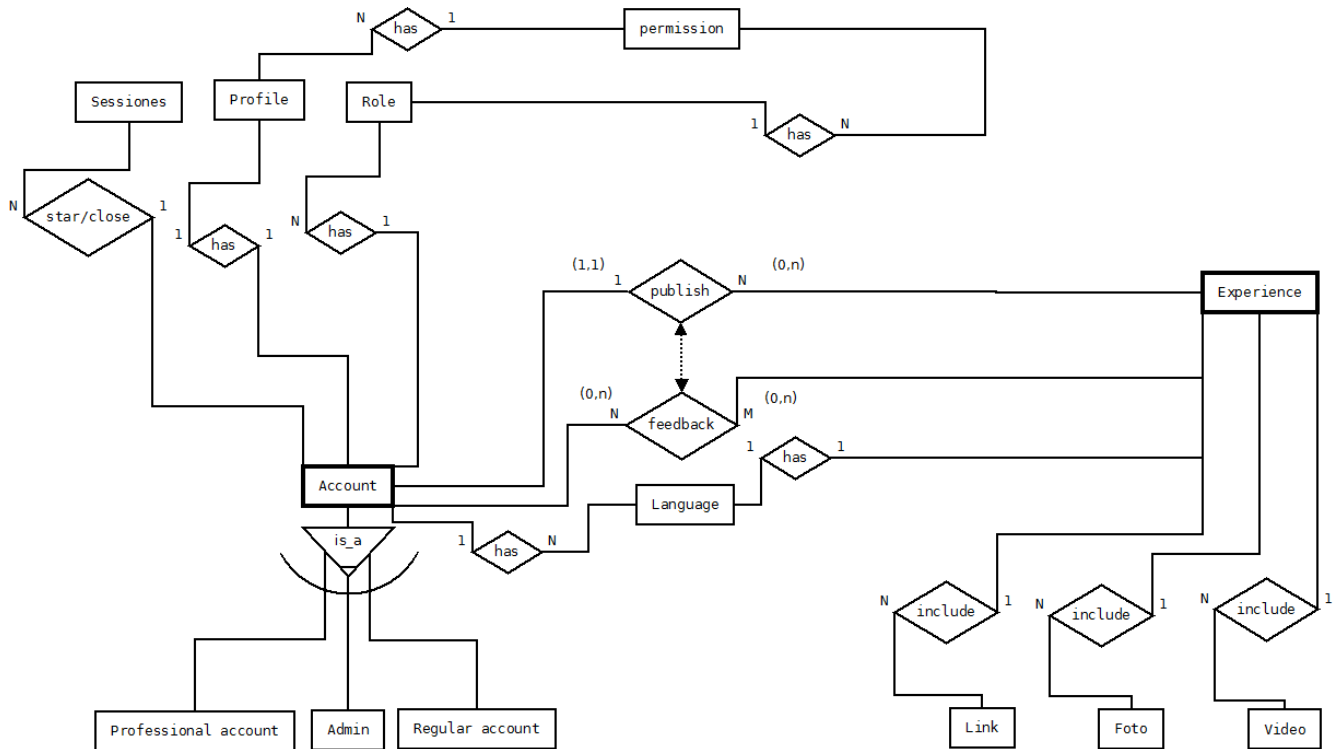 N has 1 permission
Sessiones Profile Role
1 has N
N star/close 1
1 has 1
N has 1
(1,1) (0,n)
1 publish N
Experience
(0,n) (0,n)
N feedback M
1 has 1
Account
Language
is_a
1 has N
N include 1
N include 1
N include 1
Professional account Admin Regular account
Link Foto Video